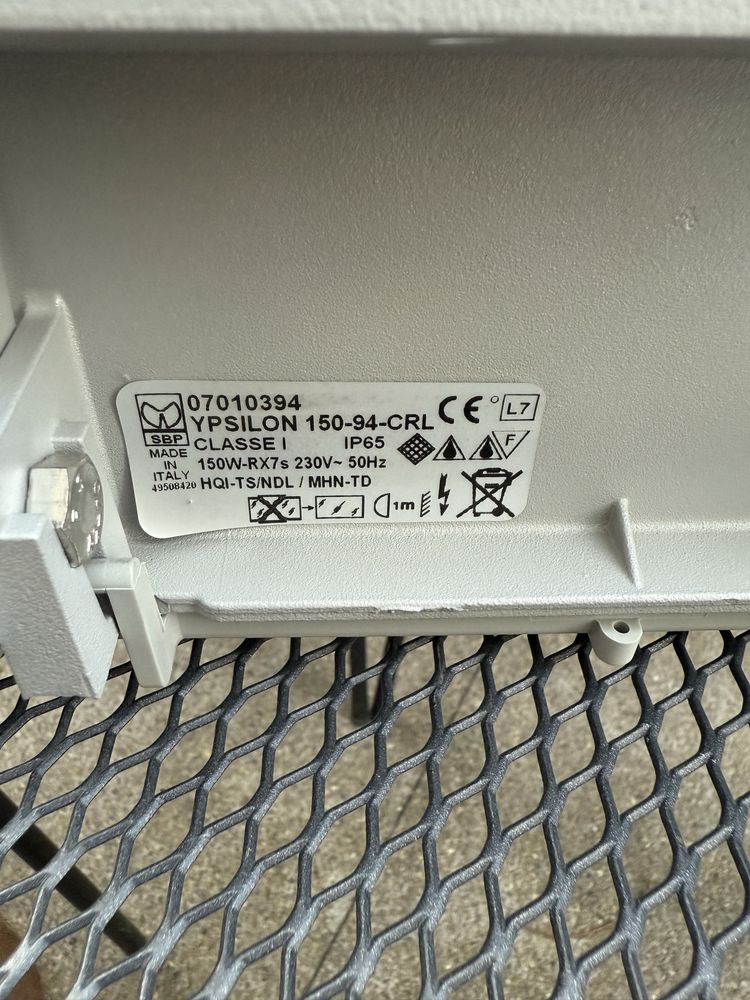 07010394
YPSILON 150-94-CRL CE L7
SBP CLASSE I IP65 F
MADE IN ITALY 150W-RX7s 230V~ 50Hz
49508420 HQI-TS/NDL / MHN-TD
1m